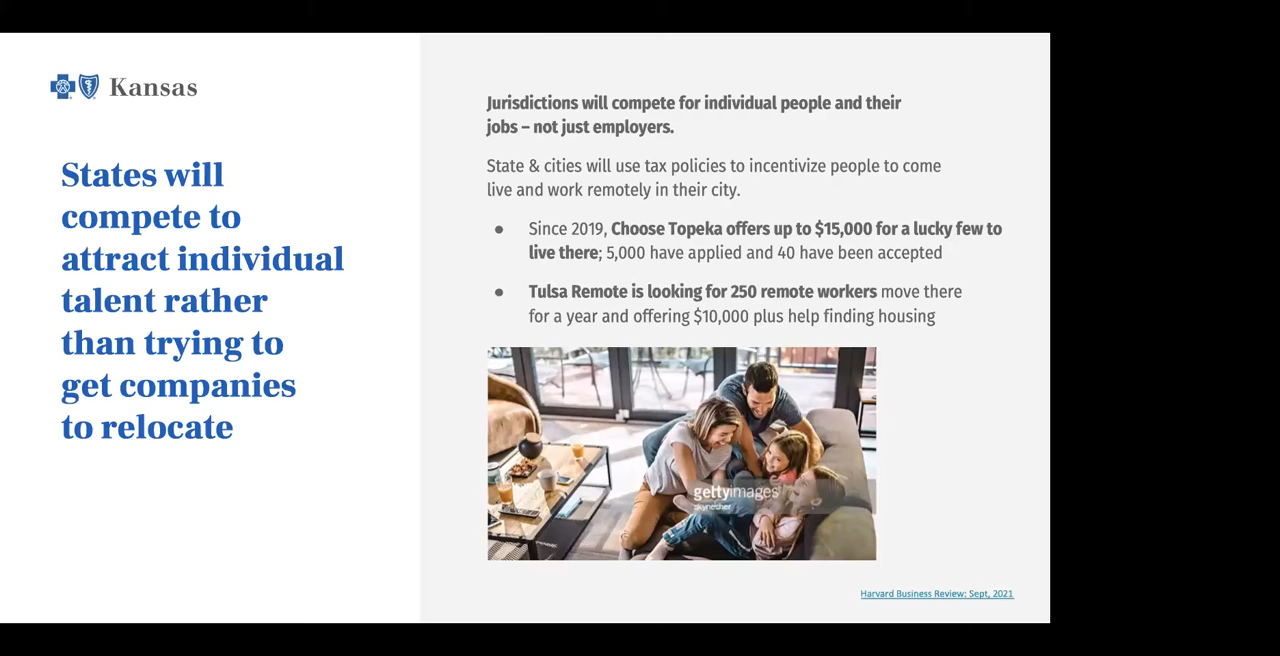 Kansas
States will
compete to
attract individual
talent rather
than trying to
get companies
to relocate
Jurisdictions will compete for individual people and their
jobs – not just employers.
State & cities will use tax policies to incentivize people to come
live and work remotely in their city.
● Since 2019, Choose Topeka offers up to $15,000 for a lucky few to
live there; 5,000 have applied and 40 have been accepted
● Tulsa Remote is looking for 250 remote workers move there
for a year and offering $10,000 plus help finding housing
gettyimages
skynesher
Harvard Business Review: Sept, 2021